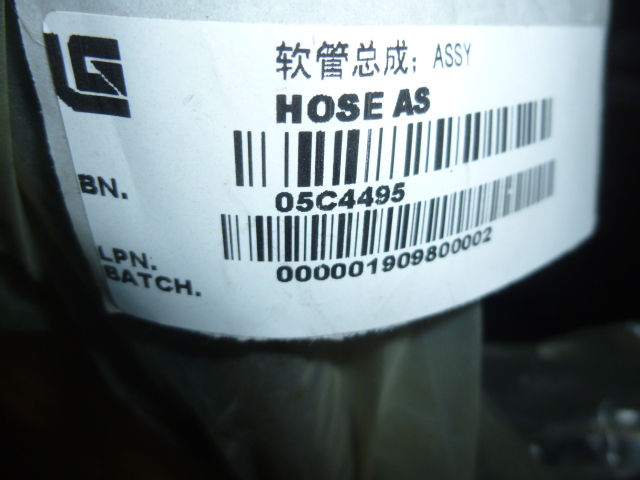 软管总成; ASSY
HOSE AS
BN.
05C4495
LPN.
BATCH.
000001909800002